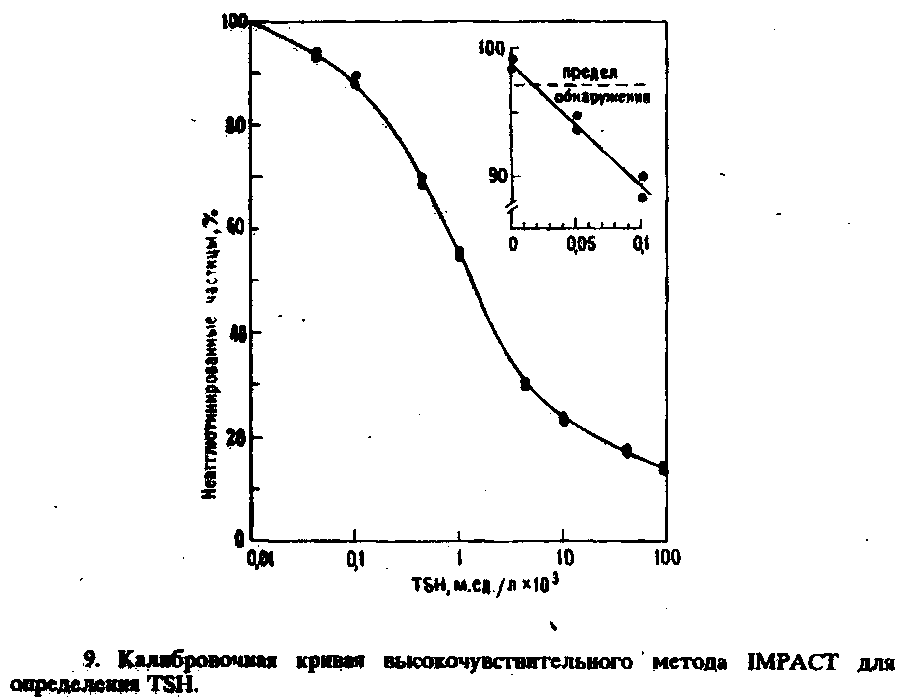 100
80
60
40
20
0
Неагглютинированные частицы, %
0,01 0,1 1 10 100
TSH, м.ед./л ×10³
100
90
предел
обнаружения
0 0,05 0,1
9. Калибровочная кривая высокочувствительного метода IMPACT для
определения TSH.